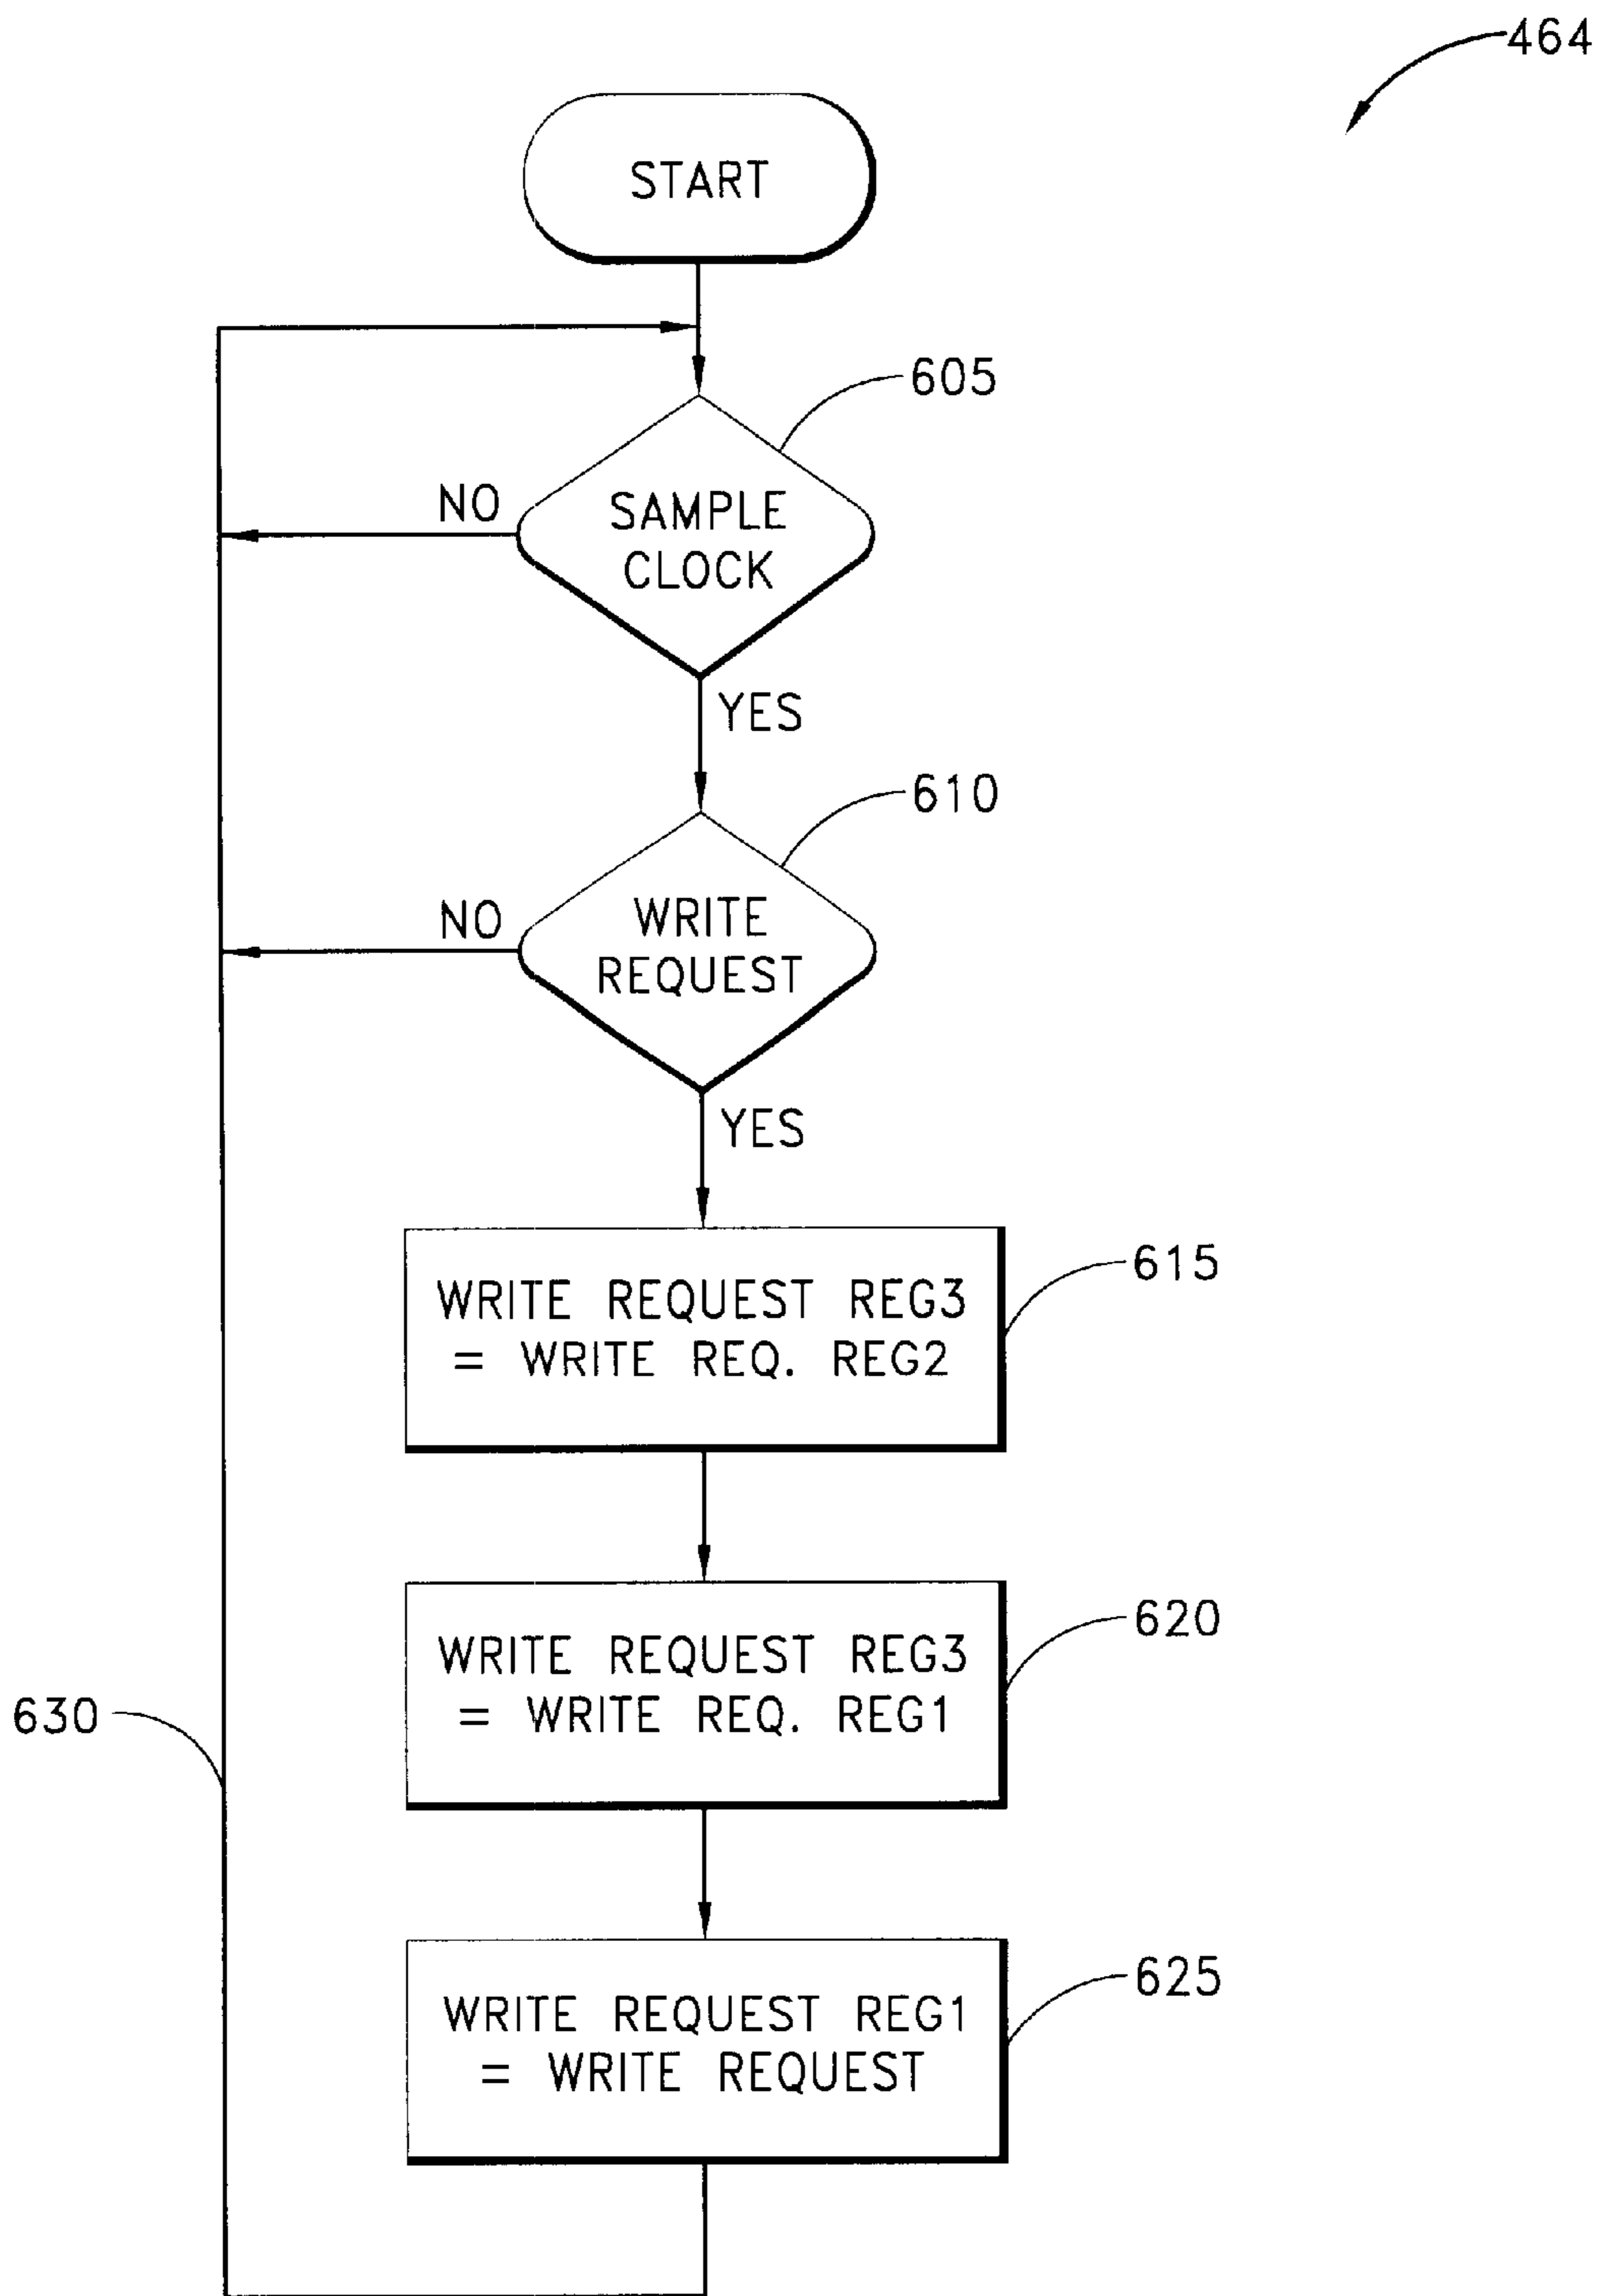 464
START
605
NO
SAMPLE
CLOCK
YES
610
NO
WRITE
REQUEST
YES
615
WRITE REQUEST REG3
= WRITE REQ. REG2
620
WRITE REQUEST REG3
= WRITE REQ. REG1
630
625
WRITE REQUEST REG1
= WRITE REQUEST